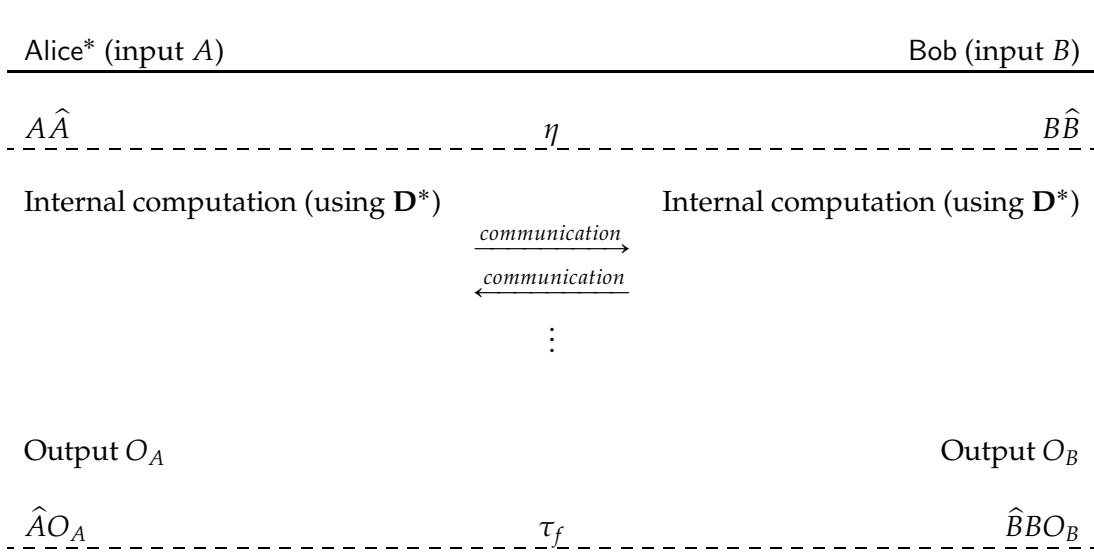 Alice* (input A) Bob (input B)
AÂ η BB̂
Internal computation (using D*) Internal computation (using D*)
communication
communication
⋮
Output O_A Output O_B
ÂO_A τ_f B̂BO_B